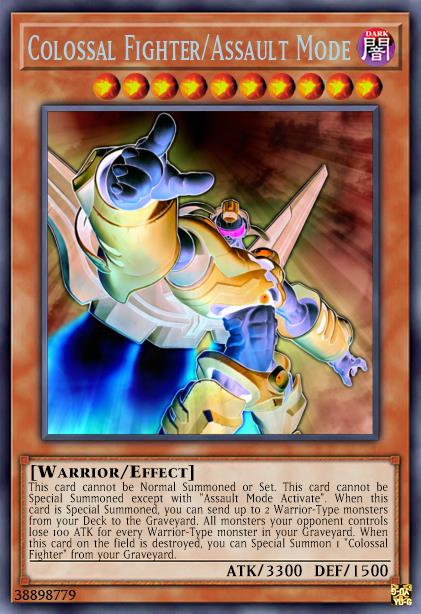 COLOSSAL FIGHTER/ASSAULT MODE
DARK
闇
[WARRIOR/EFFECT]
This card cannot be Normal Summoned or Set. This card cannot be
Special Summoned except with "Assault Mode Activate". When this
card is Special Summoned, you can send up to 2 Warrior-Type monsters
from your Deck to the Graveyard. All monsters your opponent controls
lose 100 ATK for every Warrior-Type monster in your Graveyard. When
this card on the field is destroyed, you can Special Summon 1 "Colossal
Fighter" from your Graveyard.
ATK/3300 DEF/1500
38898779